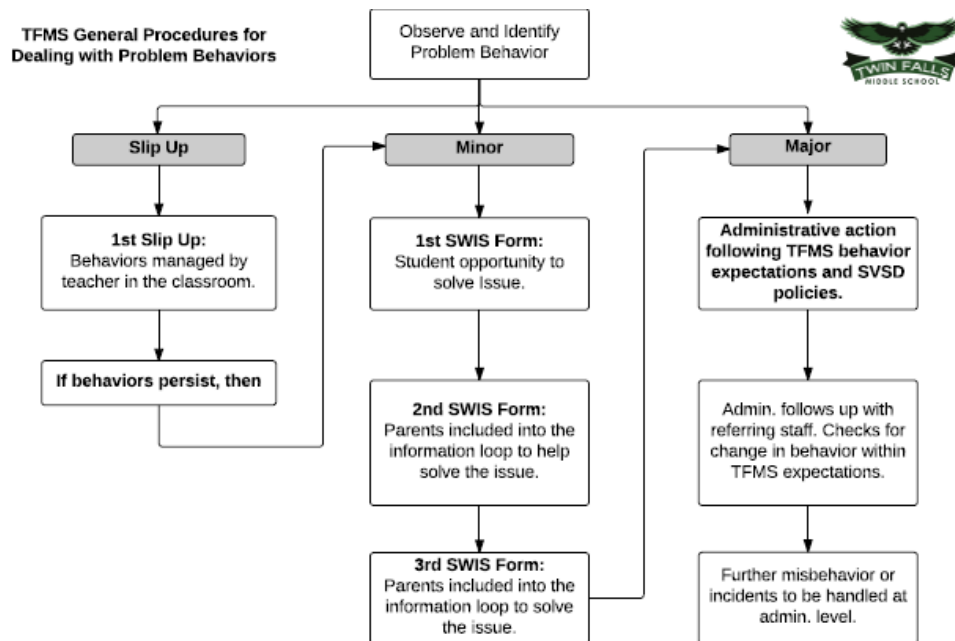 TFMS General Procedures for
Dealing with Problem Behaviors
Observe and Identify
Problem Behavior
TWIN FALLS
MIDDLE SCHOOL
Slip Up
Minor
Major
1st Slip Up:
Behaviors managed by
teacher in the classroom.
If behaviors persist, then
1st SWIS Form:
Student opportunity to
solve Issue.
2nd SWIS Form:
Parents included into the
information loop to help
solve the issue.
3rd SWIS Form:
Parents included into the
information loop to solve
the issue.
Administrative action
following TFMS behavior
expectations and SVSD
policies.
Admin. follows up with
referring staff. Checks for
change in behavior within
TFMS expectations.
Further misbehavior or
incidents to be handled at
admin. level.